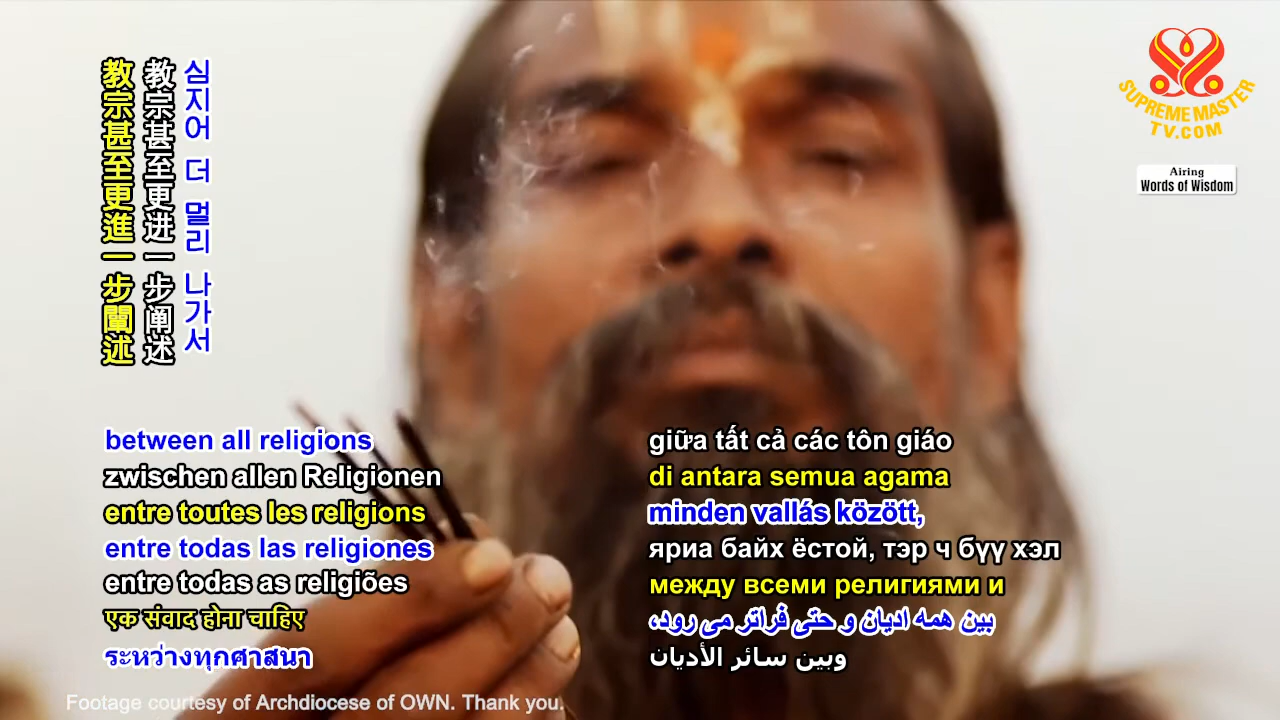 教宗甚至更進一步闡述
教宗甚至更进一步阐述
심지어 더 멀리 나가서
SUPREME MASTER
TV.COM
Airing
Words of Wisdom
between all religions
zwischen allen Religionen
entre toutes les religions
entre todas las religiones
entre todas as religiões
एक संवाद होना चाहिए
ระหว่างทุกศาสนา
giữa tất cả các tôn giáo
di antara semua agama
minden vallás között,
яриа байх ёстой, тэр ч бүү хэл
между всеми религиями и
بین همه ادیان و حتی فراتر می رود،
وبين سائر الأديان
Footage courtesy of Archdiocese of OWN. Thank you.